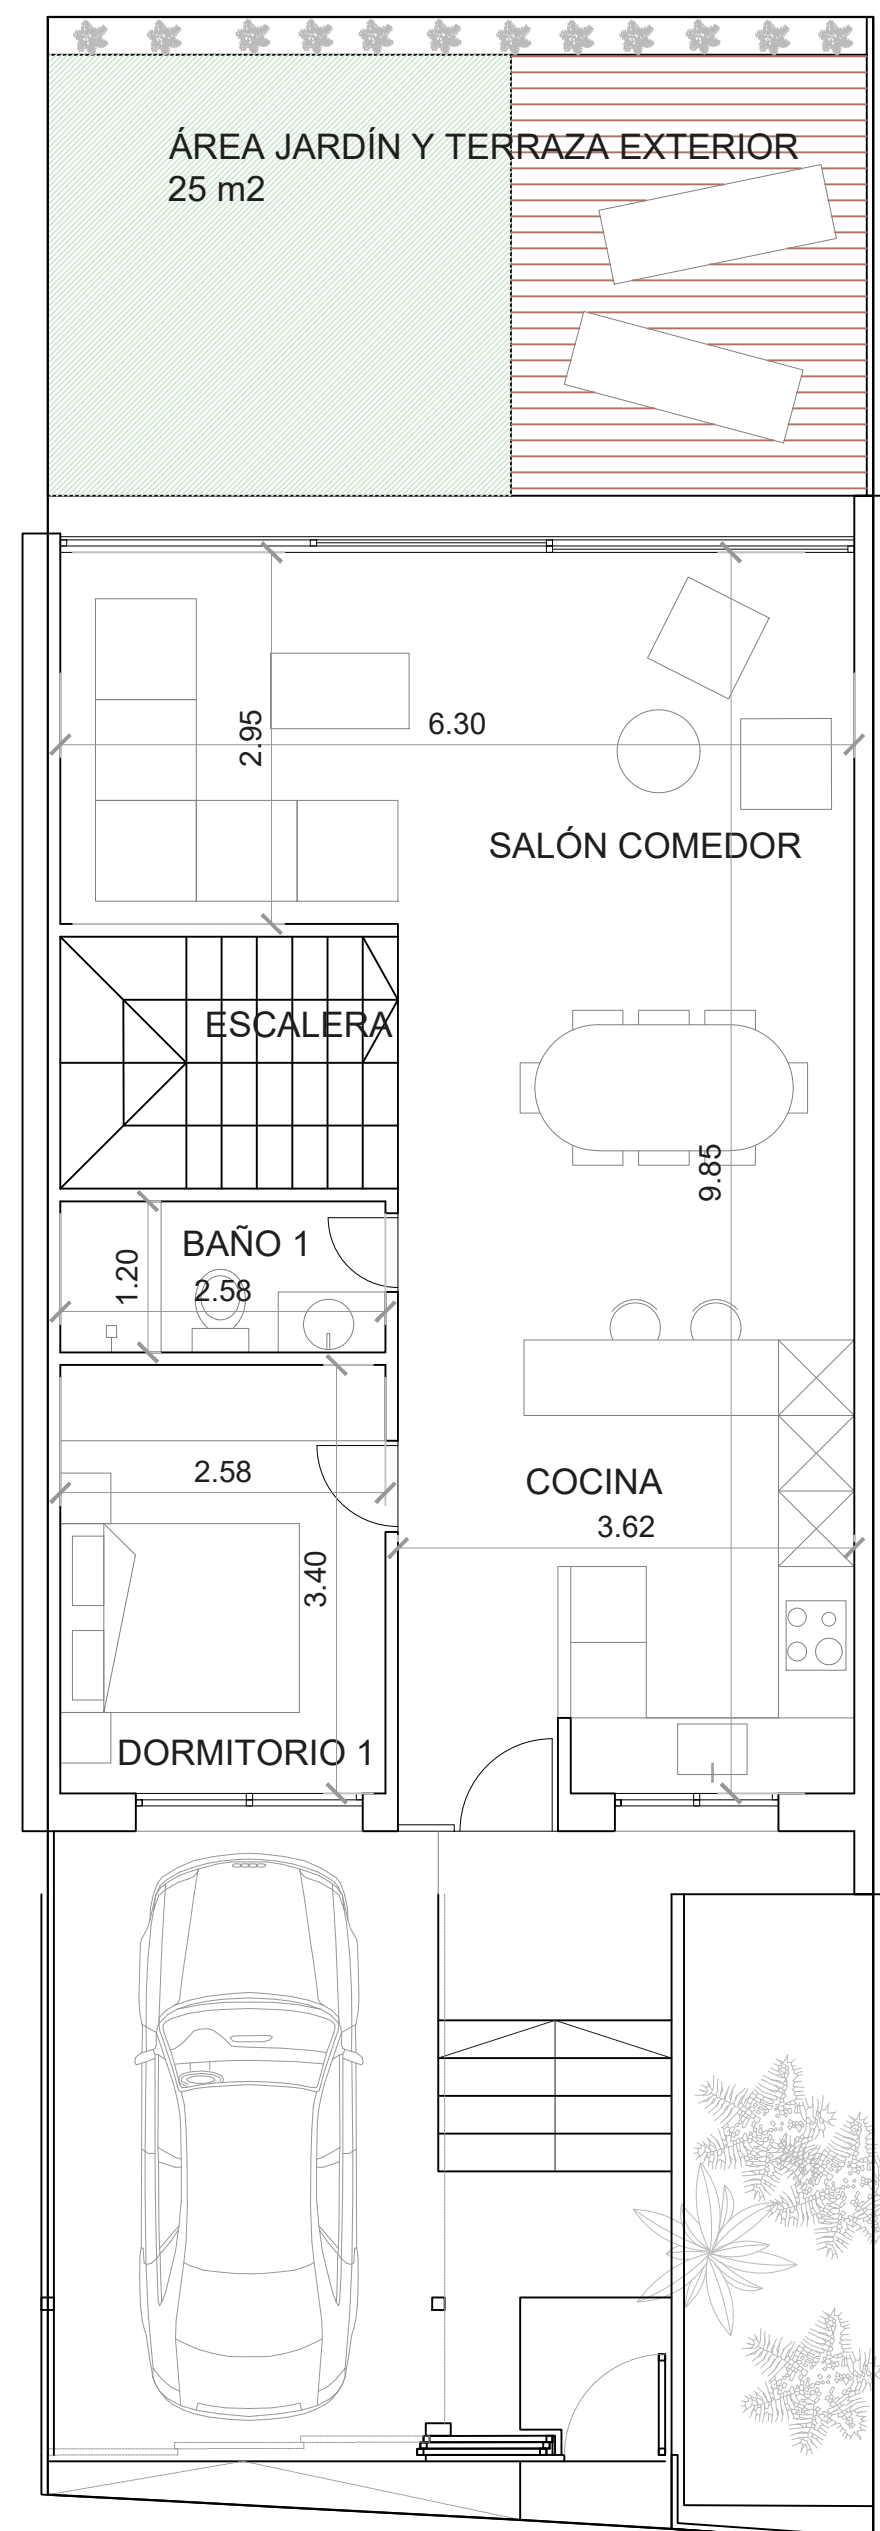 ÁREA JARDÍN Y TERRAZA EXTERIOR
25 m2
2.95
6.30
SALÓN COMEDOR
ESCALERA
9.85
BAÑO 1
1.20
2.58
2.58
COCINA
3.62
3.40
DORMITORIO 1